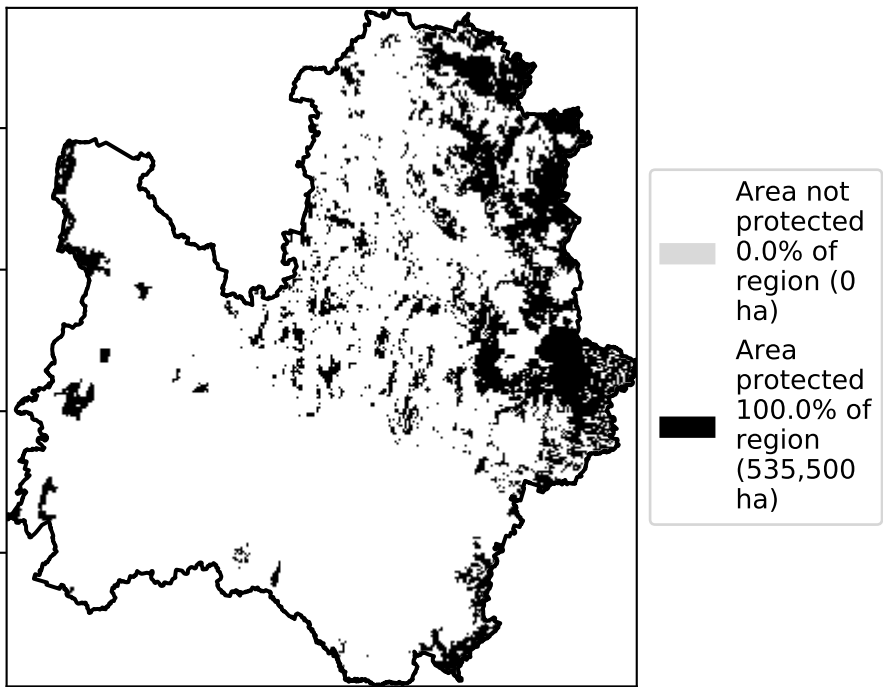 Area not
protected
0.0% of
region (0
ha)
Area
protected
100.0% of
region
(535,500
ha)